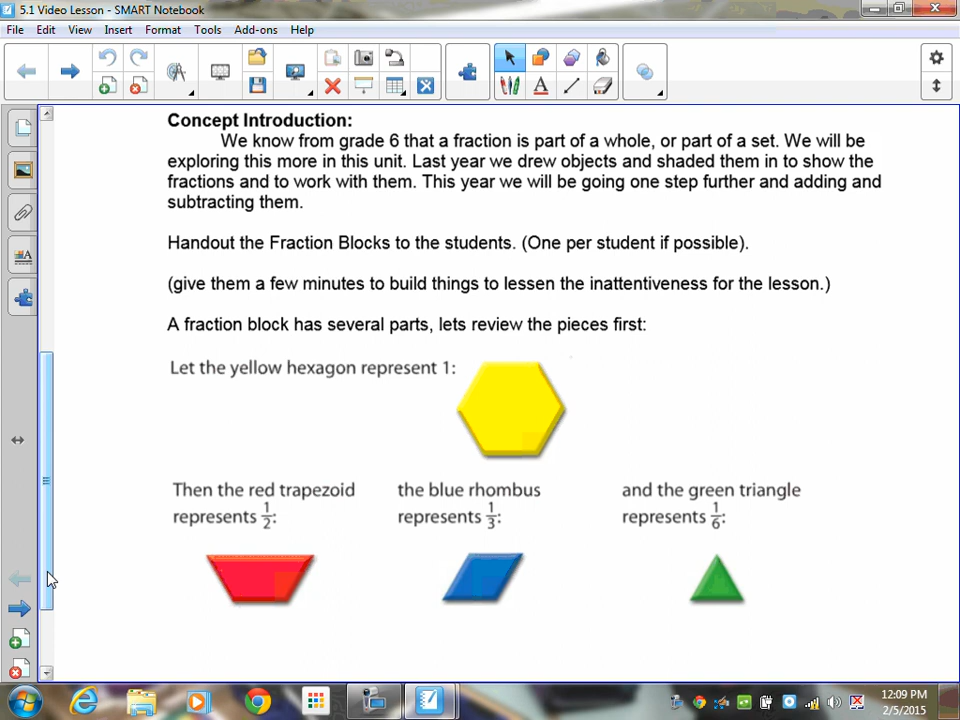 5.1 Video Lesson - SMART Notebook
File Edit View Insert Format Tools Add-ons Help
Concept Introduction:
We know from grade 6 that a fraction is part of a whole, or part of a set. We will be
exploring this more in this unit. Last year we drew objects and shaded them in to show the
fractions and to work with them. This year we will be going one step further and adding and
subtracting them.
Handout the Fraction Blocks to the students. (One per student if possible).
(give them a few minutes to build things to lessen the inattentiveness for the lesson.)
A fraction block has several parts, lets review the pieces first:
Let the yellow hexagon represent 1:
Then the red trapezoid
represents 1/2:
the blue rhombus
represents 1/3:
and the green triangle
represents 1/6:
12:09 PM
2/5/2015